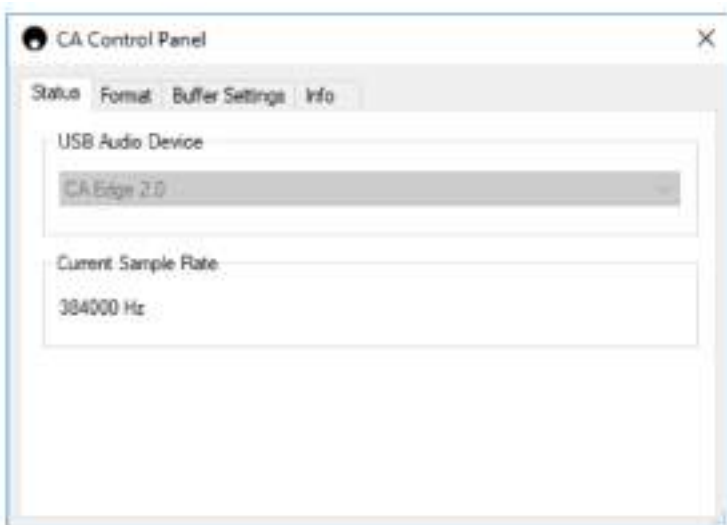 CA Control Panel
Status Format Buffer Settings Info
USB Audio Device
CA Edge 2.0
Current Sample Rate
384000 Hz